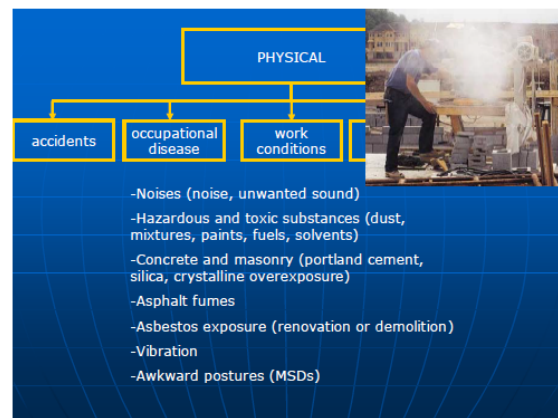 PHYSICAL
accidents
occupational
disease
work
conditions
-Noises (noise, unwanted sound)
-Hazardous and toxic substances (dust,
mixtures, paints, fuels, solvents)
-Concrete and masonry (portland cement,
silica, crystalline overexposure)
-Asphalt fumes
-Asbestos exposure (renovation or demolition)
-Vibration
-Awkward postures (MSDs)